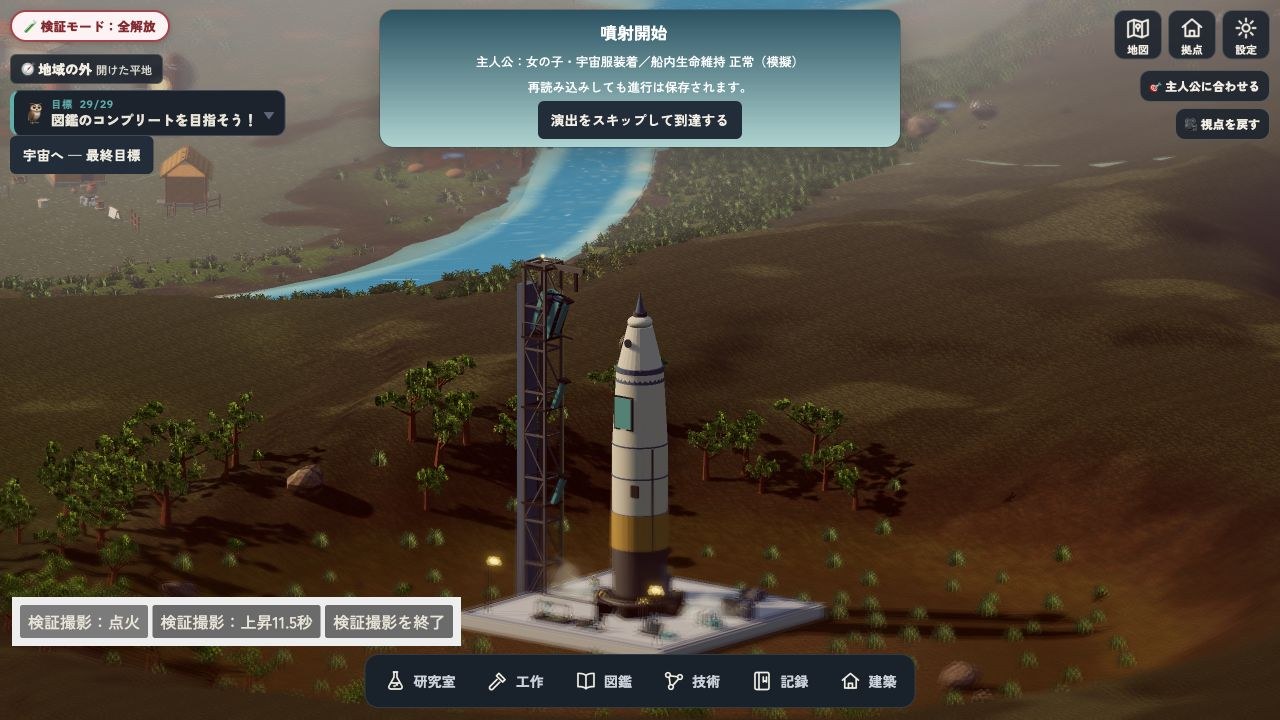 検証モード：全解放
地域の外 開けた平地
目標 29/29
図鑑のコンプリートを目指そう！
宇宙へ — 最終目標
噴射開始
主人公：女の子・宇宙服装着／船内生命維持 正常（模擬）
再読み込みしても進行は保存されます。
演出をスキップして到達する
地図
拠点
設定
主人公に合わせる
視点を戻す
検証撮影：点火
検証撮影：上昇11.5秒
検証撮影を終了
研究室
工作
図鑑
技術
記録
建築